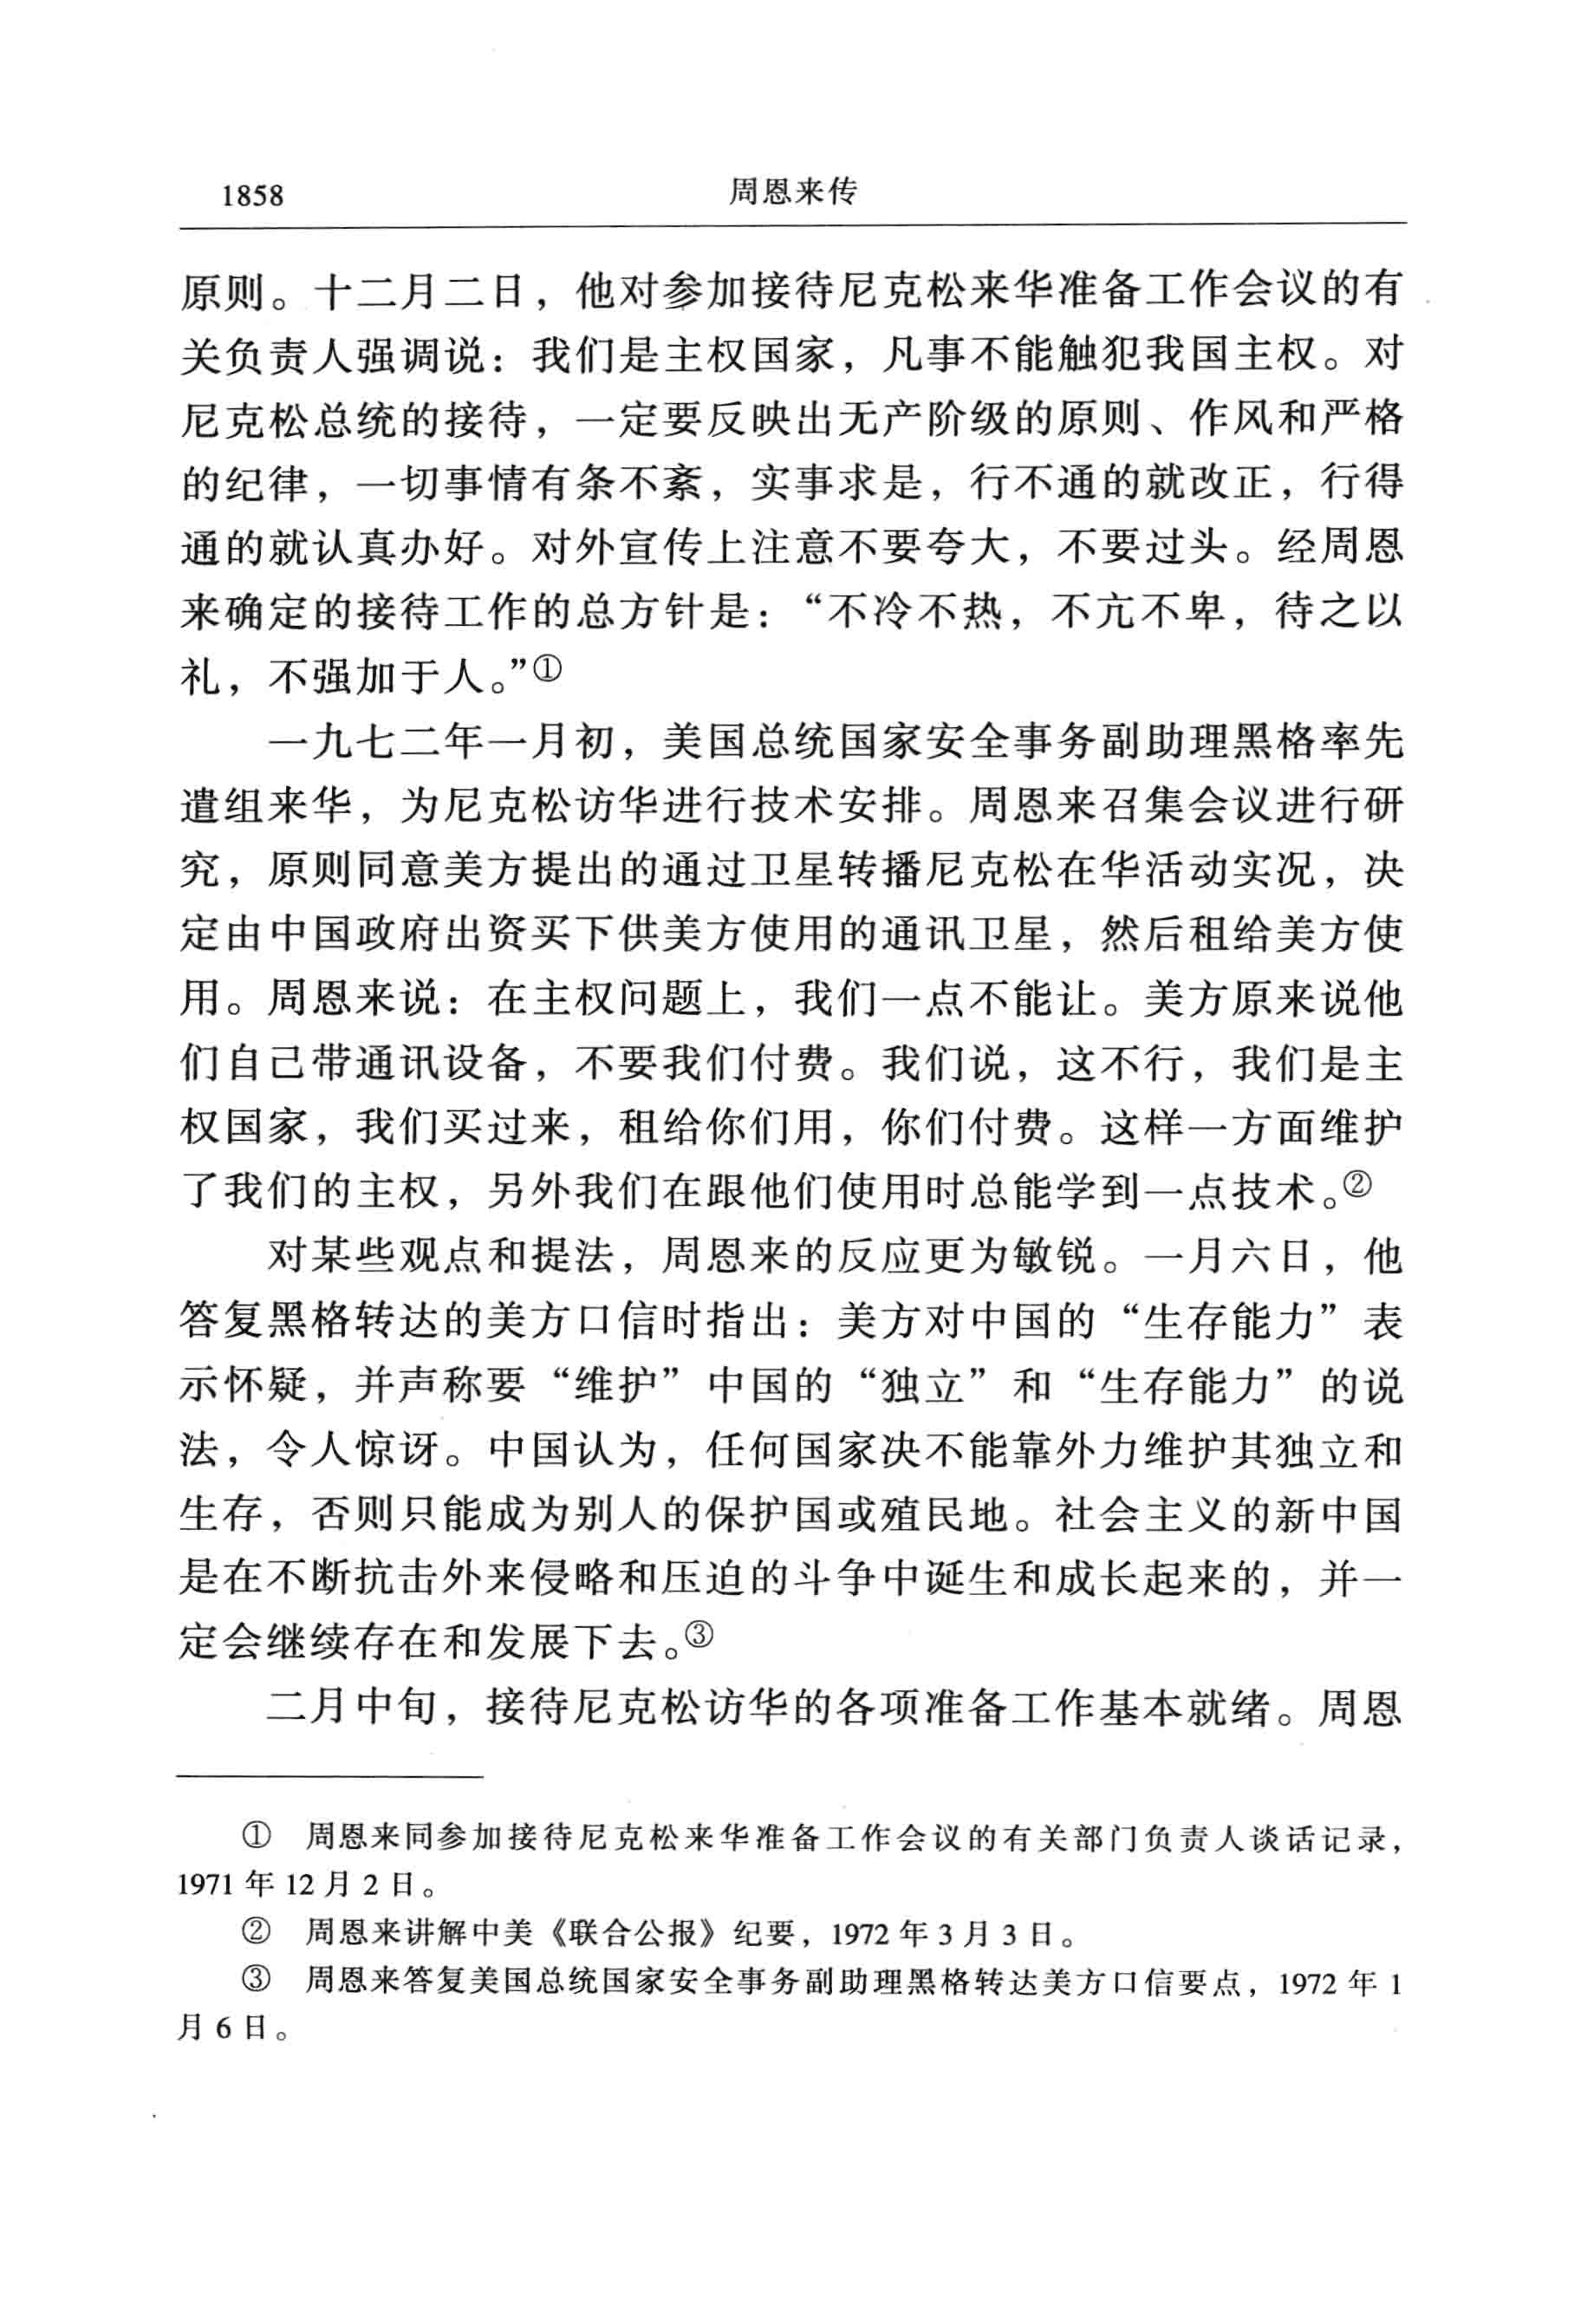 1858
周恩来传
原则。十二月二日，他对参加接待尼克松来华准备工作会议的有
关负责人强调说：我们是主权国家，凡事不能触犯我国主权。对
尼克松总统的接待，一定要反映出无产阶级的原则、作风和严格
的纪律，一切事情有条不紊，实事求是，行不通的就改正，行得
通的就认真办好。对外宣传上注意不要夸大，不要过头。经周恩
来确定的接待工作的总方针是：“不冷不热，不亢不卑，待之以
礼，不强加于人。”①
一九七二年一月初，美国总统国家安全事务副助理黑格率先
遣组来华，为尼克松访华进行技术安排。周恩来召集会议进行研
究，原则同意美方提出的通过卫星转播尼克松在华活动实况，决
定由中国政府出资买下供美方使用的通讯卫星，然后租给美方使
用。周恩来说：在主权问题上，我们一点不能让。美方原来说他
们自己带通讯设备，不要我们付费。我们说，这不行，我们是主
权国家，我们买过来，租给你们用，你们付费。这样一方面维护
了我们的主权，另外我们在跟他们使用时总能学到一点技术。②
对某些观点和提法，周恩来的反应更为敏锐。一月六日，他
答复黑格转达的美方口信时指出：美方对中国的“生存能力”表
示怀疑，并声称要“维护”中国的“独立”和“生存能力”的说
法，令人惊讶。中国认为，任何国家决不能靠外力维护其独立和
生存，否则只能成为别人的保护国或殖民地。社会主义的新中国
是在不断抗击外来侵略和压迫的斗争中诞生和成长起来的，并一
定会继续存在和发展下去。③
二月中旬，接待尼克松访华的各项准备工作基本就绪。周恩
① 周恩来同参加接待尼克松来华准备工作会议的有关部门负责人谈话记录，
1971 年 12 月 2 日。
② 周恩来讲解中美《联合公报》纪要，1972 年 3 月 3 日。
③ 周恩来答复美国总统国家安全事务副助理黑格转达美方口信要点，1972 年 1
月 6 日。